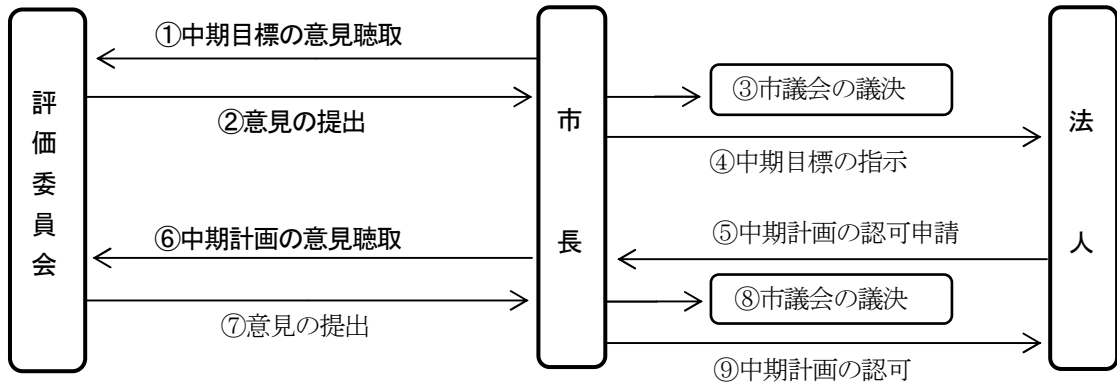 評価委員会
①中期目標の意見聴取
②意見の提出
市長
③市議会の議決
④中期目標の指示
法人
⑤中期計画の認可申請
⑥中期計画の意見聴取
⑦意見の提出
⑧市議会の議決
⑨中期計画の認可